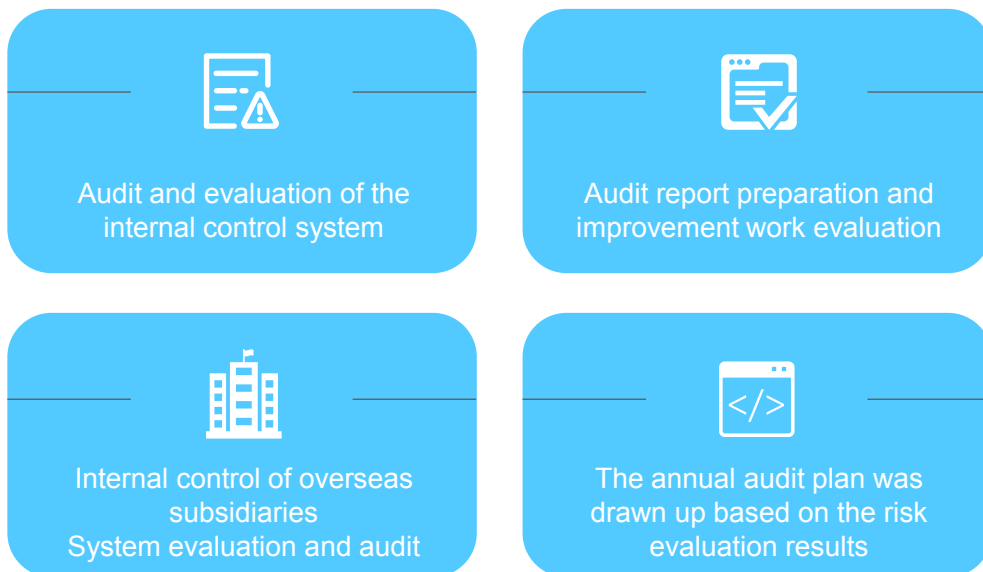 Audit and evaluation of the
internal control system
Audit report preparation and
improvement work evaluation
Internal control of overseas
subsidiaries
System evaluation and audit
</>
The annual audit plan was
drawn up based on the risk
evaluation results